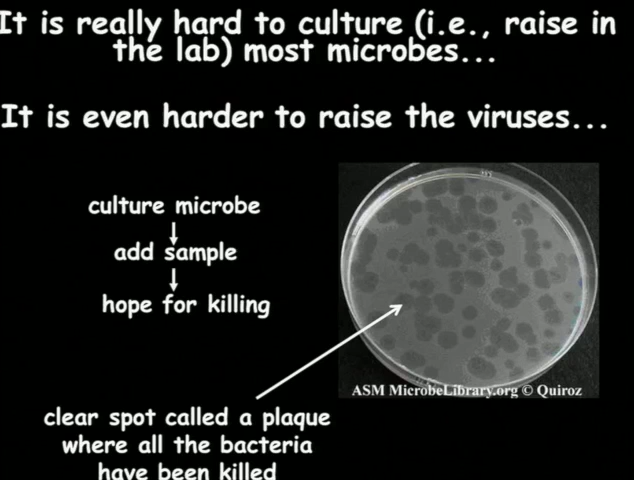 It is really hard to culture (i.e., raise in
the lab) most microbes...
It is even harder to raise the viruses...
culture microbe
add sample
hope for killing
ASM MicrobeLibrary.org © Quiroz
clear spot called a plaque
where all the bacteria
have been killed